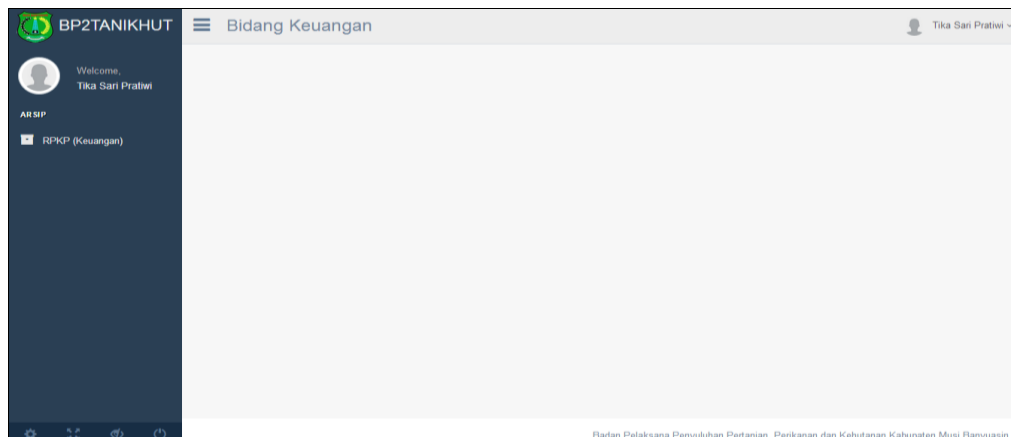 BP2TANIKHUT
Bidang Keuangan
Tika Sari Pratiwi
Welcome,
Tika Sari Pratiwi
ARSIP
RPKP (Keuangan)
Badan Pelaksana Penyuluhan Pertanian, Perikanan dan Kehutanan Kabupaten Musi Banyuasin